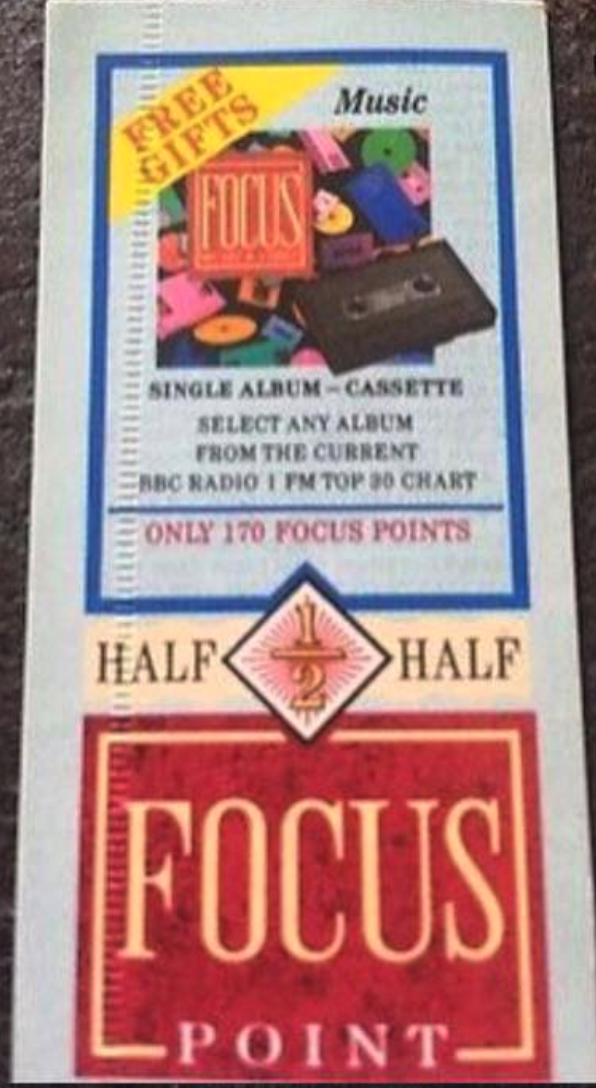 FREE
GIFTS
Music
FOCUS
SINGLE ALBUM – CASSETTE
SELECT ANY ALBUM
FROM THE CURRENT
BBC RADIO 1 FM TOP 30 CHART
ONLY 170 FOCUS POINTS
HALF 1/2 HALF
FOCUS
POINT